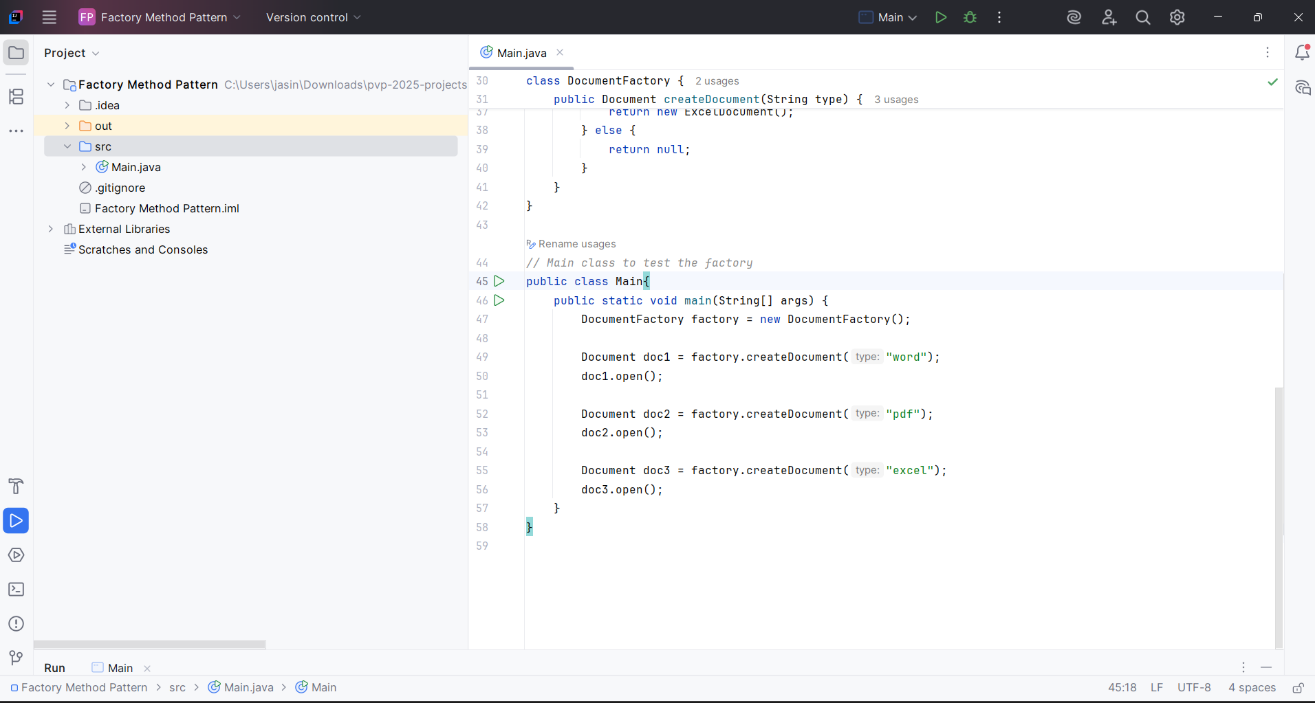 FP Factory Method Pattern
Version control
Main
Project
Main.java
Factory Method Pattern C:\Users\jasin\Downloads\pvp-2025-projects
.idea
out
src
Main.java
.gitignore
Factory Method Pattern.iml
External Libraries
Scratches and Consoles
30 class DocumentFactory { 2 usages
31 public Document createDocument(String type) { 3 usages
37 return new ExcelDocument();
38 } else {
39 return null;
40 }
41 }
42 }
43
Rename usages
44 // Main class to test the factory
45 public class Main{
46 public static void main(String[] args) {
47 DocumentFactory factory = new DocumentFactory();
48
49 Document doc1 = factory.createDocument( type: "word");
50 doc1.open();
51
52 Document doc2 = factory.createDocument( type: "pdf");
53 doc2.open();
54
55 Document doc3 = factory.createDocument( type: "excel");
56 doc3.open();
57 }
58 }
59
Run Main
Factory Method Pattern > src > Main.java > Main
45:18 LF UTF-8 4 spaces